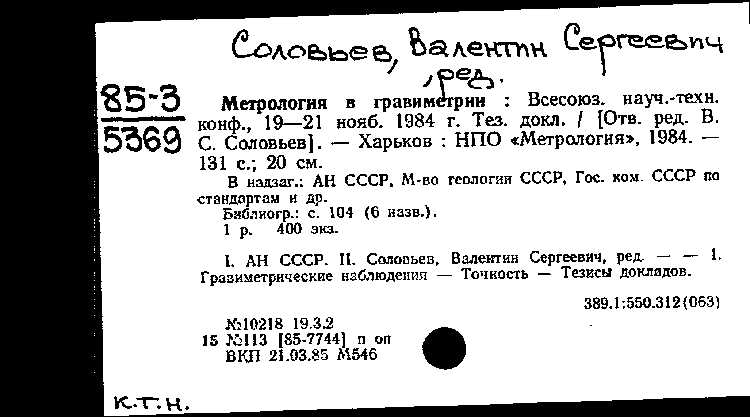 Соловьев, Валентин Сергеевич
, ред.
85-3
5369
Метрология в гравиметрии : Всесоюз. науч.-техн.
конф., 19—21 нояб. 1984 г. Тез. докл. / [Отв. ред. В.
С. Соловьев]. — Харьков : НПО «Метрология», 1984. —
131 с.; 20 см.
В надзаг.: АН СССР, М-во геологии СССР, Гос. ком. СССР по
стандартам и др.
Библиогр.: с. 104 (6 назв.).
1 р. 400 экз.
I. АН СССР. II. Соловьев, Валентин Сергеевич, ред. — — 1.
Гравиметрические наблюдения — Точность — Тезисы докладов.
389.1:550.312(063)
№10218 19.3.2
15 №113 [85-7744] п оп
ВКП 21.03.85 М546
К.Т.Н.